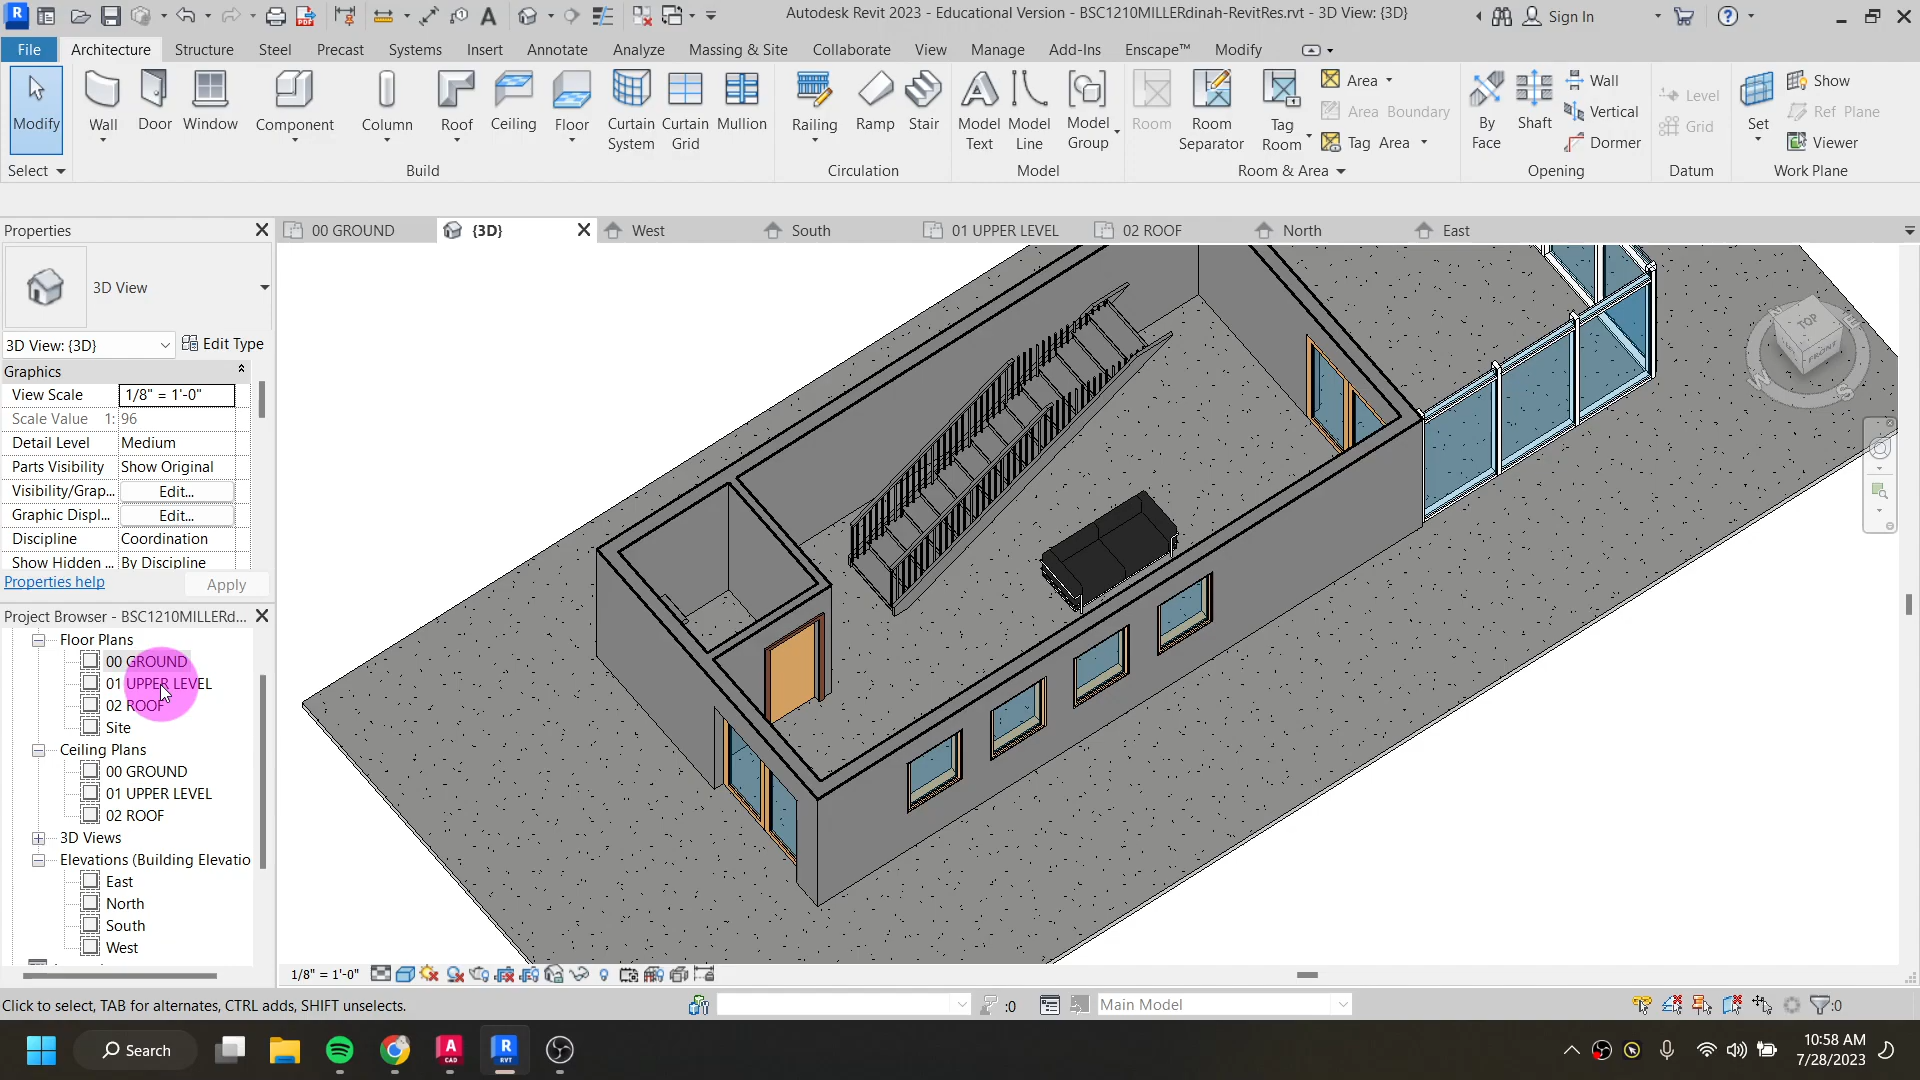 Autodesk Revit 2023 - Educational Version - BSC1210MILLERdinah-RevitRes.rvt - 3D View: {3D}
Sign In
File Architecture Structure Steel Precast Systems Insert Annotate Analyze Massing & Site Collaborate View Manage Add-Ins Enscape™ Modify
Modify Wall Door Window Component Column Roof Ceiling Floor Curtain System Curtain Grid Mullion Railing Ramp Stair Model Text Model Line Model Group Room Room Separator Tag Room
Area
Area Boundary
Tag Area
By Face Shaft Wall Vertical Dormer
Level
Grid
Set Show Ref Plane Viewer
Select Build Circulation Model Room & Area Opening Datum Work Plane
Properties
00 GROUND {3D} West South 01 UPPER LEVEL 02 ROOF North East
3D View
3D View: {3D} Edit Type
Graphics
View Scale 1/8" = 1'-0"
Scale Value 1: 96
Detail Level Medium
Parts Visibility Show Original
Visibility/Grap... Edit...
Graphic Displ... Edit...
Discipline Coordination
Show Hidden ... By Discipline
Properties help Apply
Project Browser - BSC1210MILLERd...
Floor Plans
00 GROUND
01 UPPER LEVEL
02 ROOF
Site
Ceiling Plans
00 GROUND
01 UPPER LEVEL
02 ROOF
3D Views
Elevations (Building Elevatio
East
North
South
West
TOP
FRONT
W
S
1/8" = 1'-0"
Click to select, TAB for alternates, CTRL adds, SHIFT unselects.
:0
Main Model
:0
Search
10:58 AM
7/28/2023